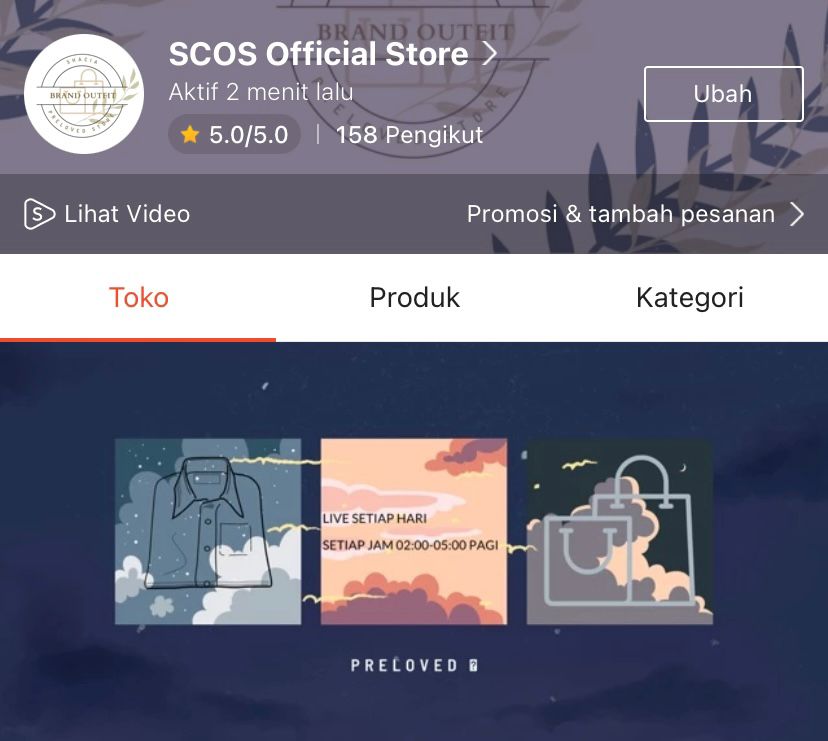 BRAND OUTFIT
SCOS Official Store
SHACIA
BRAND OUTFIT
PRELOVED STORE
Aktif 2 menit lalu
Ubah
5.0/5.0 | 158 Pengikut
PRELOVED STORE
Lihat Video
Promosi & tambah pesanan
Toko
Produk
Kategori
LIVE SETIAP HARI
SETIAP JAM 02:00-05:00 PAGI
PRELOVED